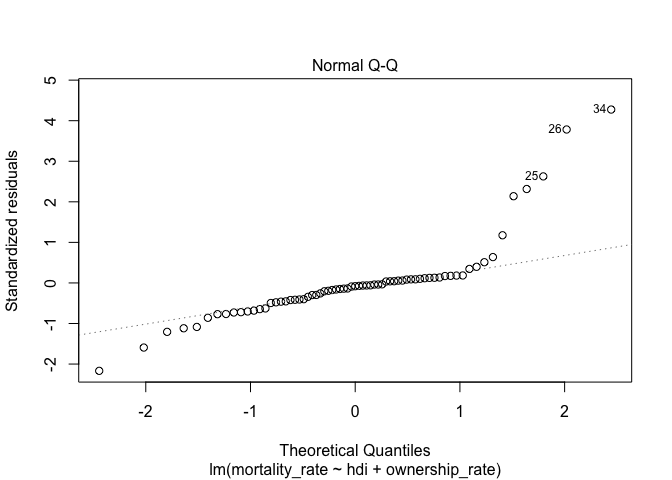 Normal Q-Q
5
4
3
2
1
0
-1
-2
Standardized residuals
34
26
25
-2 -1 0 1 2
Theoretical Quantiles
lm(mortality_rate ~ hdi + ownership_rate)